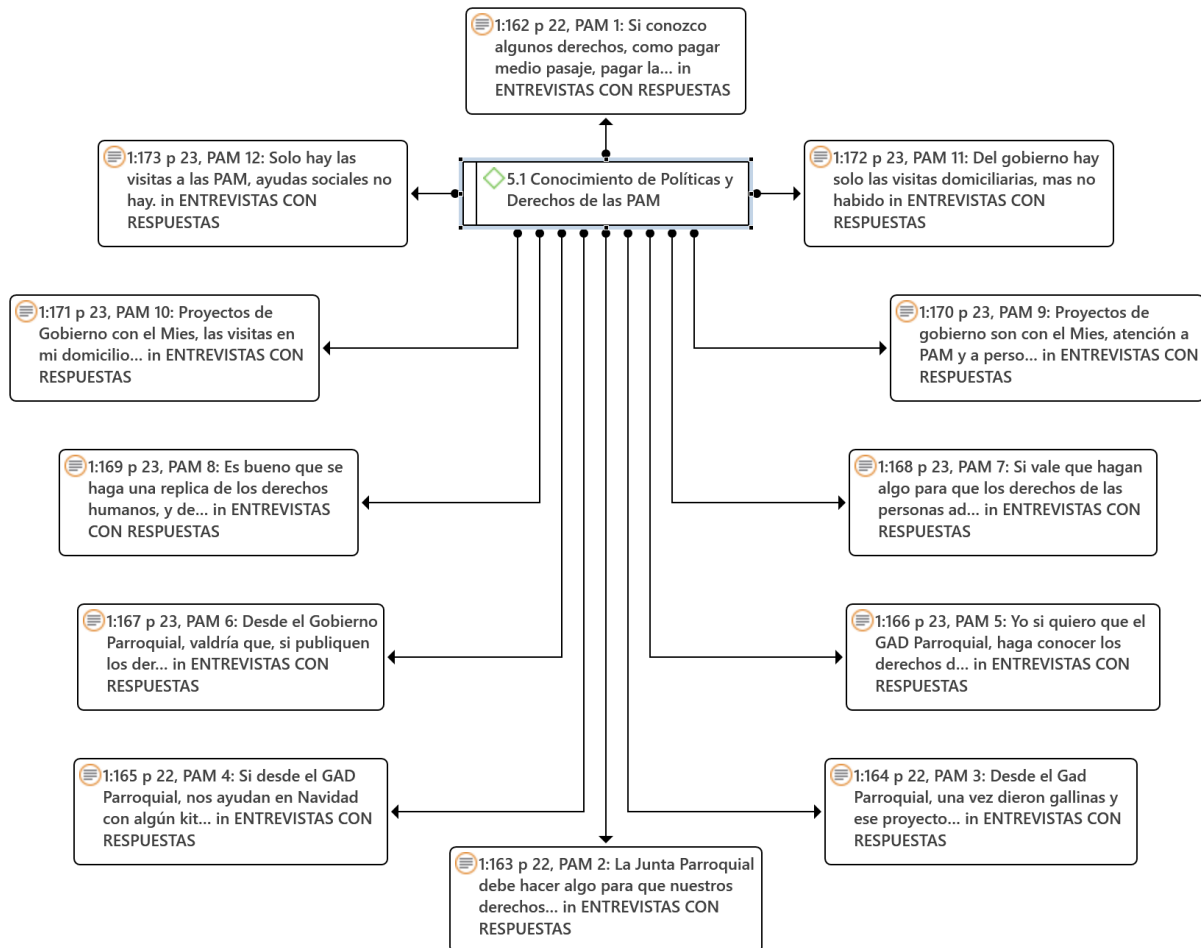 1:162 p 22, PAM 1: Si conozco
algunos derechos, como pagar
medio pasaje, pagar la... in
ENTREVISTAS CON RESPUESTAS
1:173 p 23, PAM 12: Solo hay las
visitas a las PAM, ayudas sociales no
hay. in ENTREVISTAS CON
RESPUESTAS
5.1 Conocimiento de Políticas y
Derechos de las PAM
1:172 p 23, PAM 11: Del gobierno hay
solo las visitas domiciliarias, mas no
habido in ENTREVISTAS CON
RESPUESTAS
1:171 p 23, PAM 10: Proyectos de
Gobierno con el Mies, las visitas en
mi domicilio... in ENTREVISTAS CON
RESPUESTAS
1:170 p 23, PAM 9: Proyectos de
gobierno son con el Mies, atención a
PAM y a perso... in ENTREVISTAS CON
RESPUESTAS
1:169 p 23, PAM 8: Es bueno que se
haga una replica de los derechos
humanos, y de... in ENTREVISTAS
CON RESPUESTAS
1:168 p 23, PAM 7: Si vale que hagan
algo para que los derechos de las
personas ad... in ENTREVISTAS CON
RESPUESTAS
1:167 p 23, PAM 6: Desde el Gobierno
Parroquial, valdría que, si publiquen
los der... in ENTREVISTAS CON
RESPUESTAS
1:166 p 23, PAM 5: Yo si quiero que el
GAD Parroquial, haga conocer los
derechos d... in ENTREVISTAS CON
RESPUESTAS
1:165 p 22, PAM 4: Si desde el GAD
Parroquial, nos ayudan en Navidad
con algún kit... in ENTREVISTAS CON
RESPUESTAS
1:164 p 22, PAM 3: Desde el Gad
Parroquial, una vez dieron gallinas y
ese proyecto... in ENTREVISTAS CON
RESPUESTAS
1:163 p 22, PAM 2: La Junta Parroquial
debe hacer algo para que nuestros
derechos... in ENTREVISTAS CON
RESPUESTAS